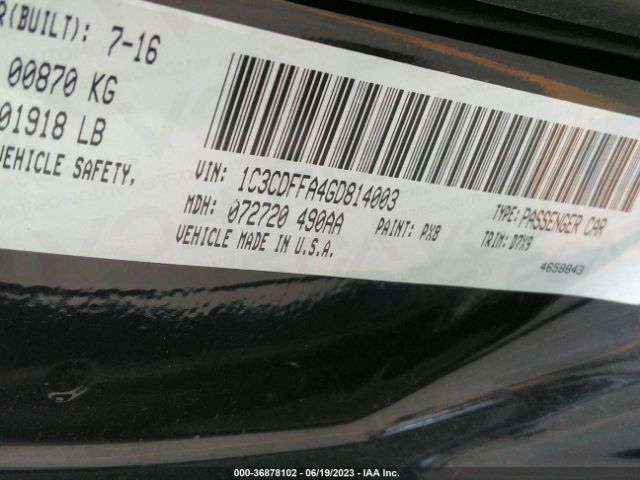 R(BUILT): 7-16
00870 KG
01918 LB
VEHICLE SAFETY,
VIN: 1C3CDFFA4GD814003
TYPE: PASSENGER CAR
MDH: 072720 490AA
PAINT: PX8
TRIM: D7X9
VEHICLE MADE IN U.S.A.
4658843
000-36878102 - 06/19/2023 - IAA Inc.